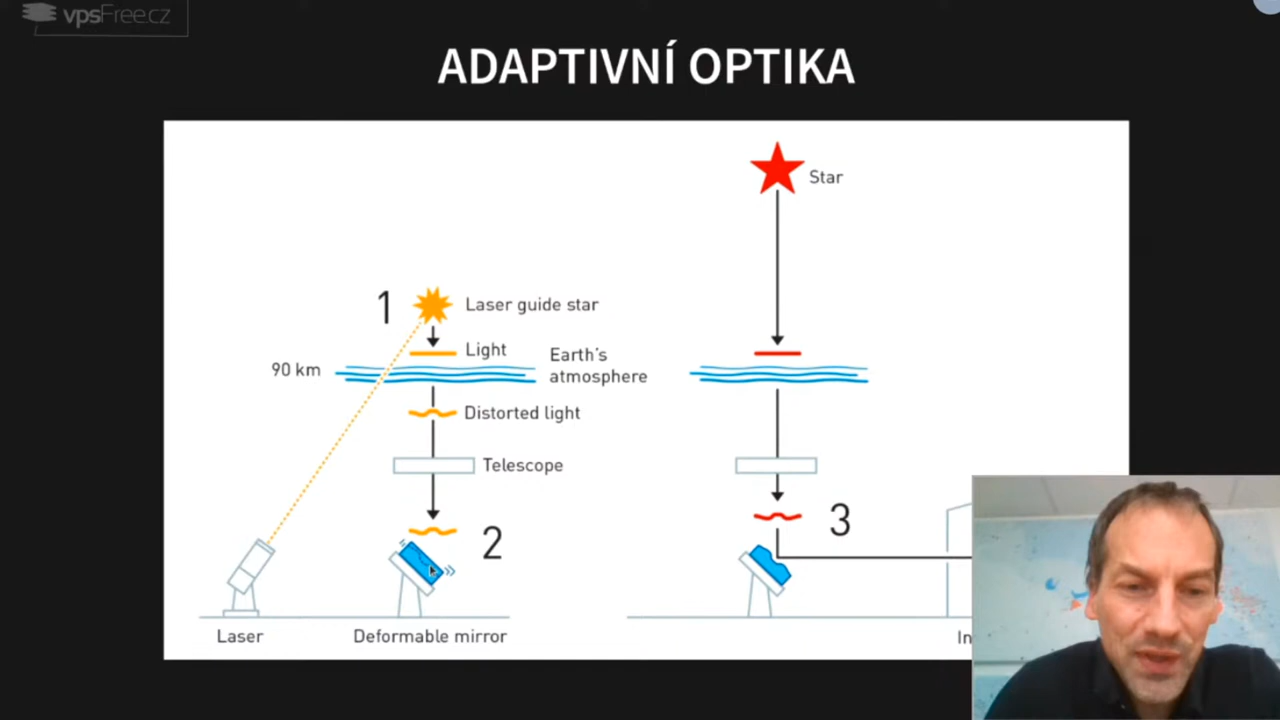 vpsFree.cz
ADAPTIVNÍ OPTIKA
Star
1
Laser guide star
Light
Earth's
atmosphere
90 km
Distorted light
Telescope
2
3
Laser
Deformable mirror